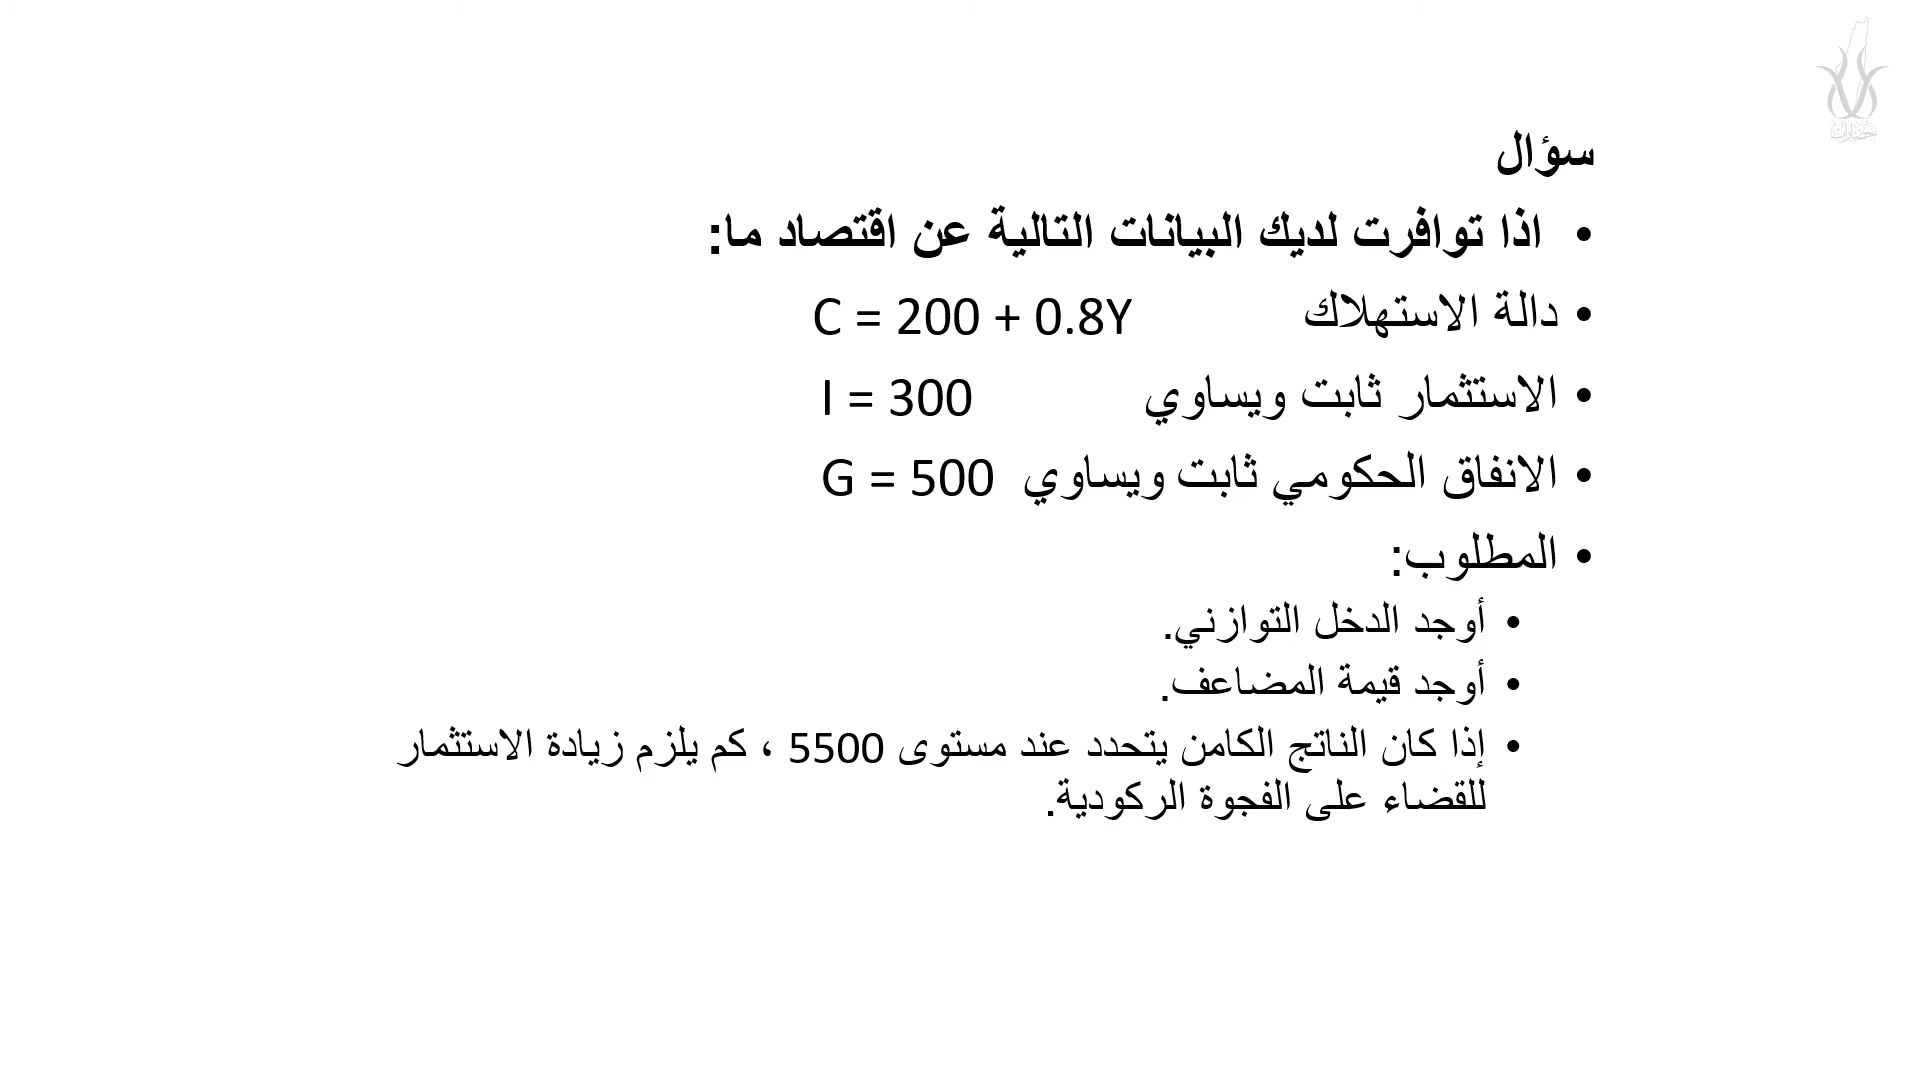 سؤال
• اذا توافرت لديك البيانات التالية عن اقتصاد ما:
• دالة الاستهلاك C = 200 + 0.8Y
• الاستثمار ثابت ويساوي I = 300
• الانفاق الحكومي ثابت ويساوي G = 500
• المطلوب:
• أوجد الدخل التوازني.
• أوجد قيمة المضاعف.
• إذا كان الناتج الكامن يتحدد عند مستوى 5500 ، كم يلزم زيادة الاستثمار
للقضاء على الفجوة الركودية.